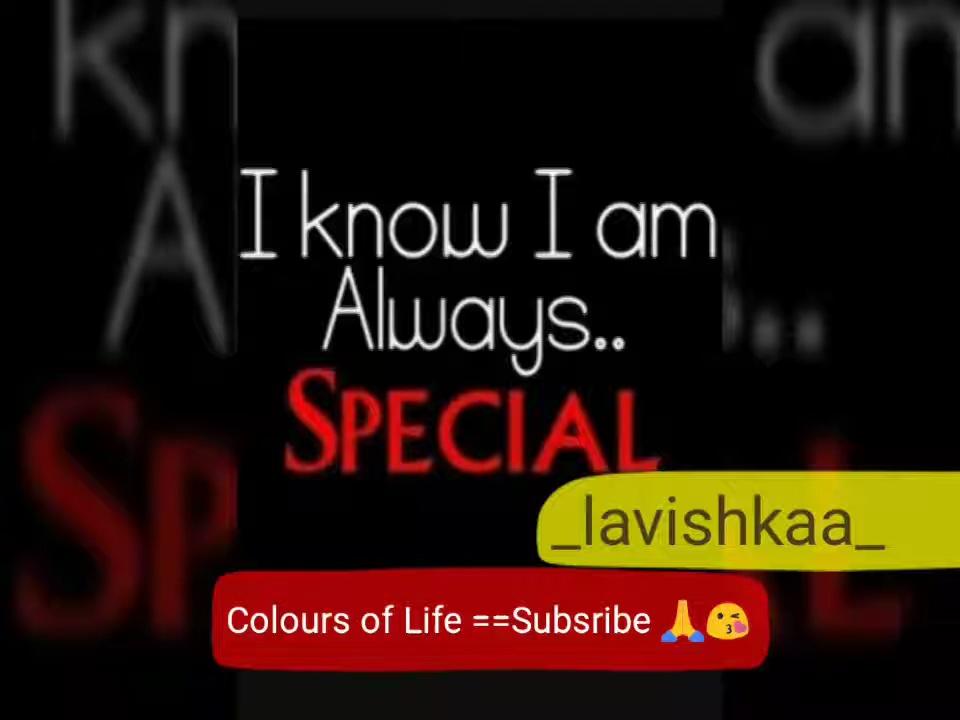 I know I am
Always..
SPECIAL
_lavishkaa_
Colours of Life ==Subsribe 🙏😘